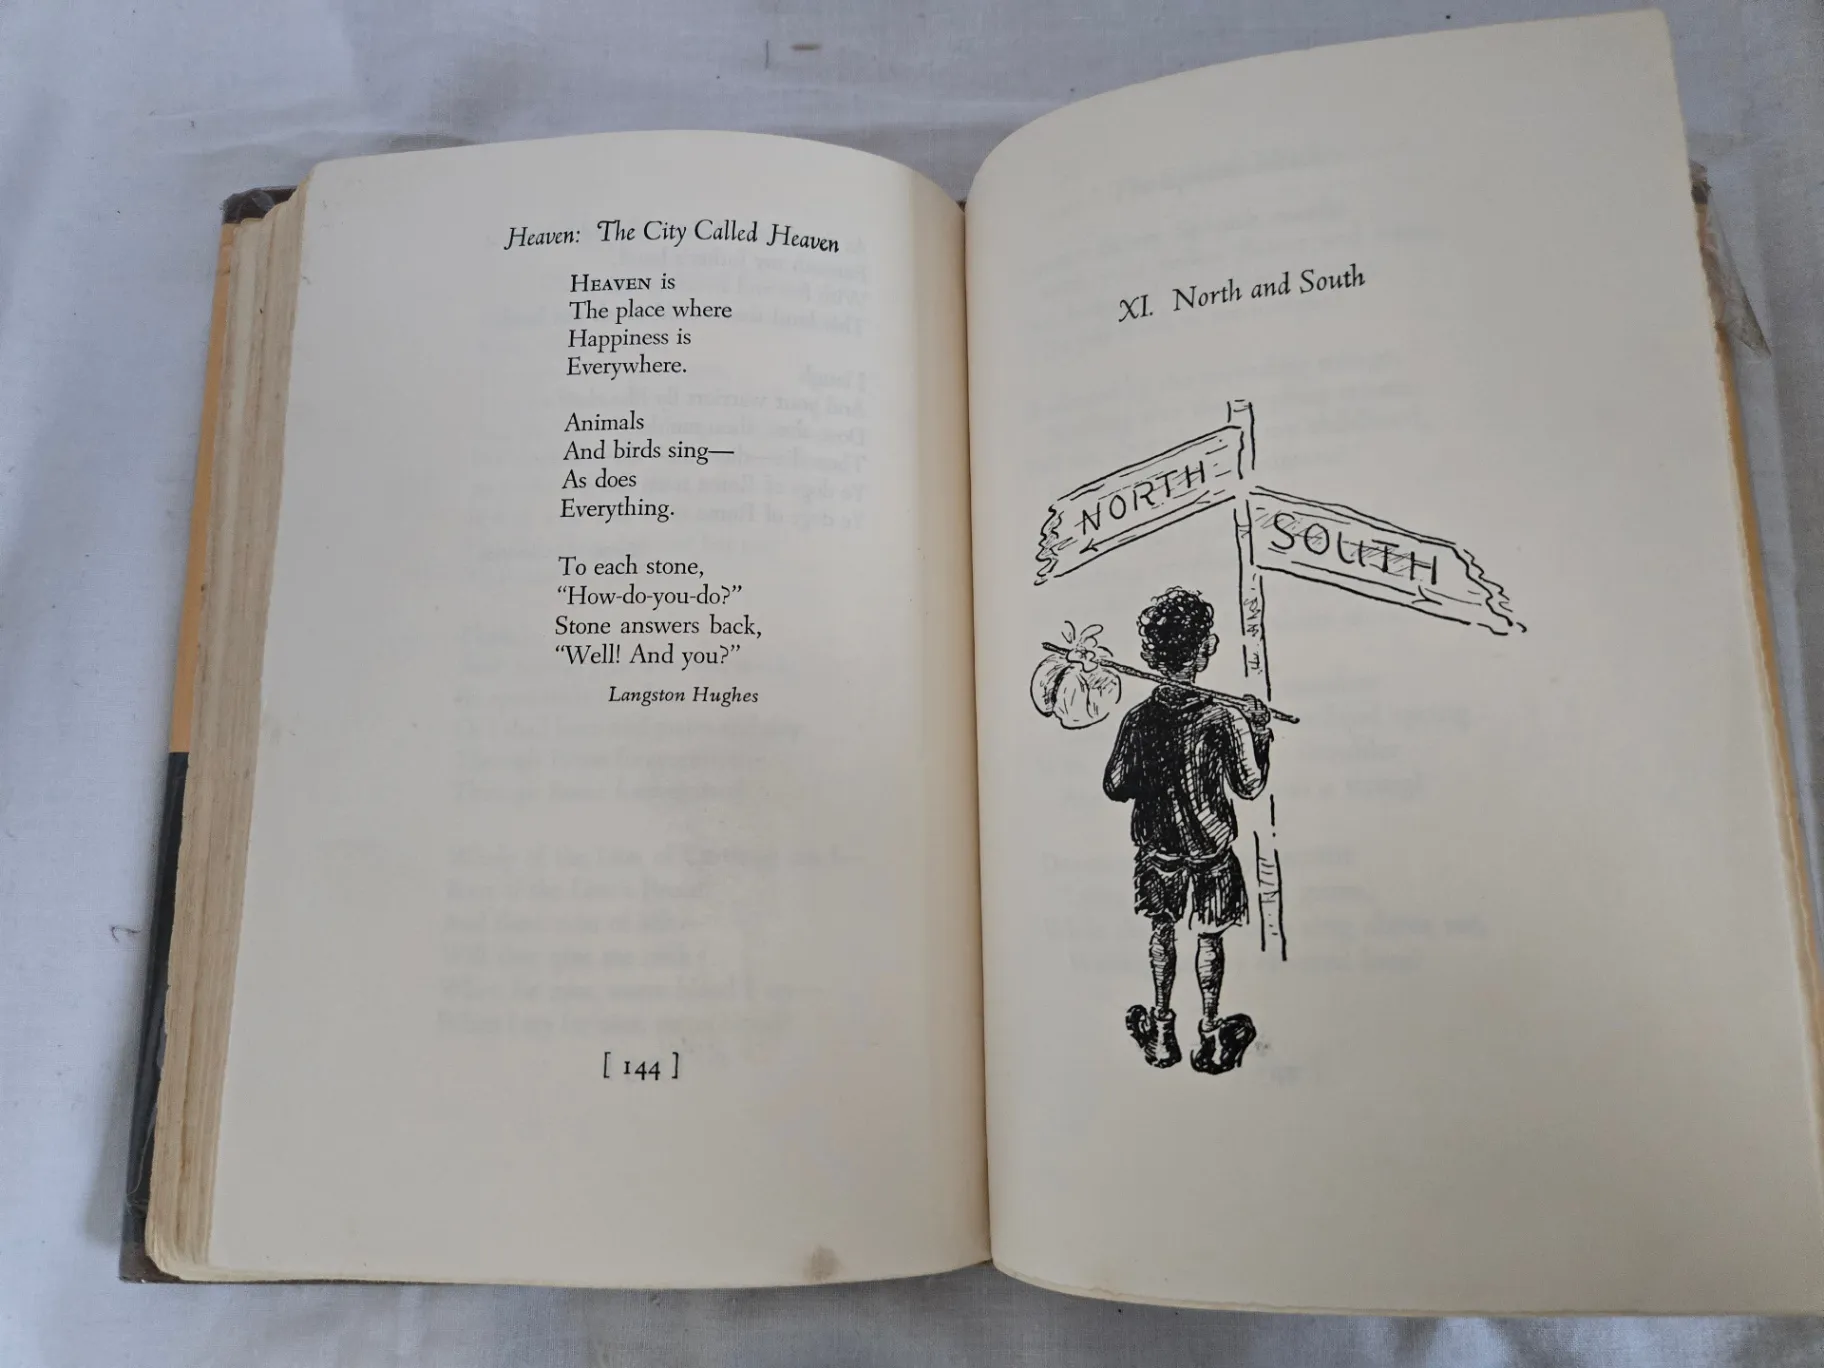 Heaven: The City Called Heaven
HEAVEN is
The place where
Happiness is
Everywhere.
Animals
And birds sing—
As does
Everything.
To each stone,
“How-do-you-do?”
Stone answers back,
“Well! And you?”
Langston Hughes
[ 144 ]
XI. North and South
NORTH
SOUTH